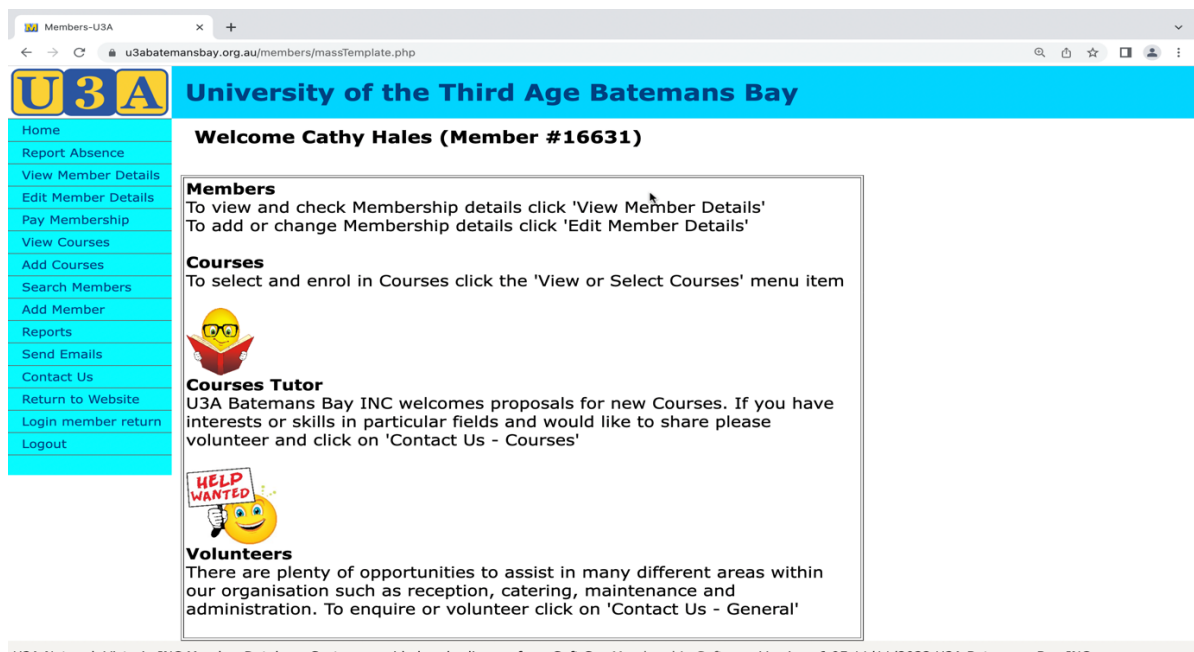 Members-U3A
u3abatemansbay.org.au/members/massTemplate.php
U3A
University of the Third Age Batemans Bay
Home
Report Absence
View Member Details
Edit Member Details
Pay Membership
View Courses
Add Courses
Search Members
Add Member
Reports
Send Emails
Contact Us
Return to Website
Login member return
Logout
Welcome Cathy Hales (Member #16631)
Members
To view and check Membership details click 'View Member Details'
To add or change Membership details click 'Edit Member Details'
Courses
To select and enrol in Courses click the 'View or Select Courses' menu item
Courses Tutor
U3A Batemans Bay INC welcomes proposals for new Courses. If you have
interests or skills in particular fields and would like to share please
volunteer and click on 'Contact Us - Courses'
HELP
WANTED
Volunteers
There are plenty of opportunities to assist in many different areas within
our organisation such as reception, catering, maintenance and
administration. To enquire or volunteer click on 'Contact Us - General'